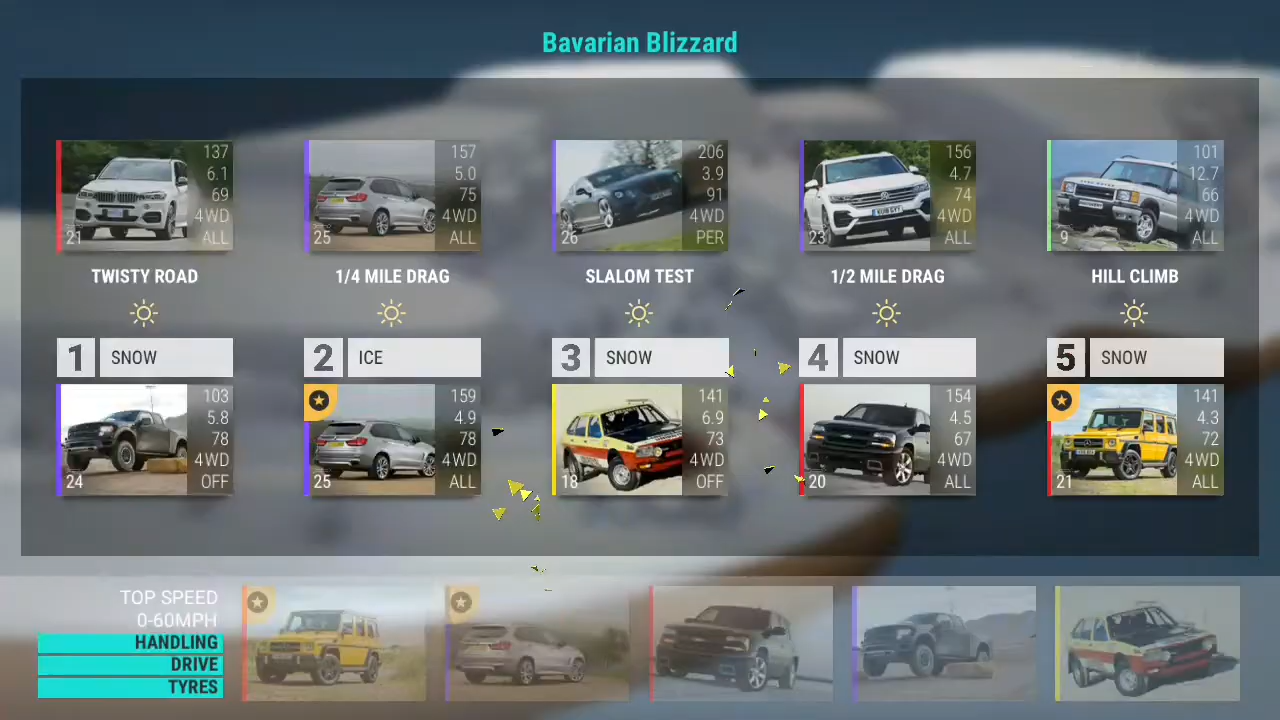 Bavarian Blizzard
137
6.1
69
4WD
ALL
21
157
5.0
75
4WD
ALL
25
206
3.9
91
4WD
PER
26
156
4.7
74
4WD
ALL
23
101
12.7
66
4WD
ALL
9
TWISTY ROAD
1/4 MILE DRAG
SLALOM TEST
1/2 MILE DRAG
HILL CLIMB
1 SNOW
2 ICE
3 SNOW
4 SNOW
5 SNOW
103
5.8
78
4WD
OFF
24
159
4.9
78
4WD
ALL
25
141
6.9
73
4WD
OFF
18
154
4.5
67
4WD
ALL
20
141
4.3
72
4WD
ALL
21
TOP SPEED
0-60MPH
HANDLING
DRIVE
TYRES